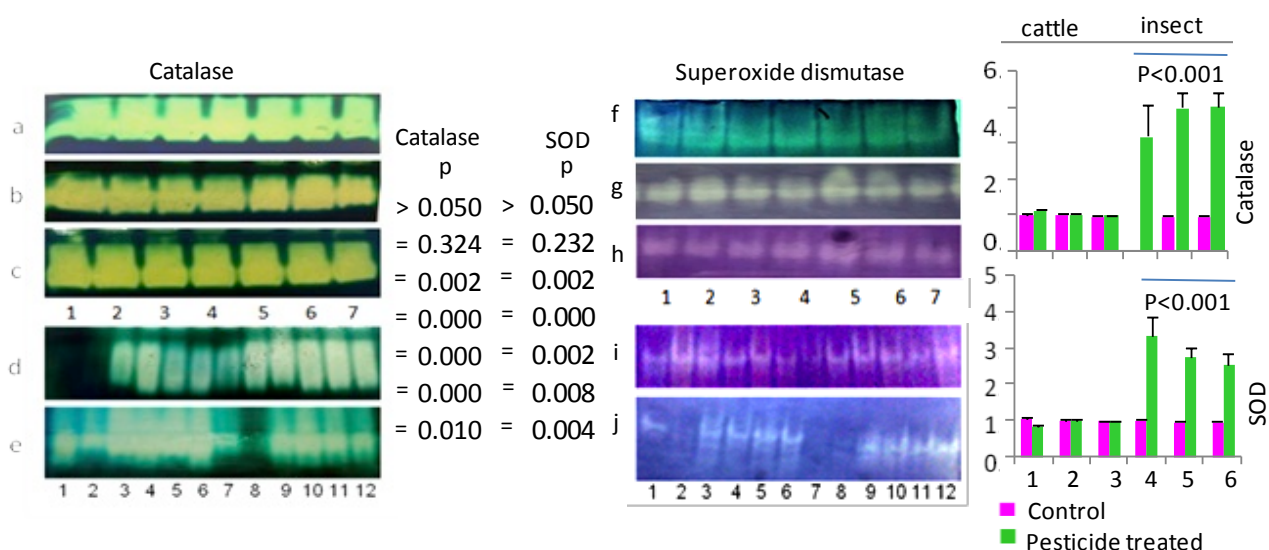 Catalase
a
b
c
1 2 3 4 5 6 7
d
e
1 2 3 4 5 6 7 8 9 10 11 12
Catalase SOD
p p
> 0.050 > 0.050
= 0.324 = 0.232
= 0.002 = 0.002
= 0.000 = 0.000
= 0.000 = 0.002
= 0.000 = 0.008
= 0.010 = 0.004
Superoxide dismutase
f
g
h
1 2 3 4 5 6 7
i
j
1 2 3 4 5 6 7 8 9 10 11 12
cattle insect
P<0.001
6.
4.
2.
0.
Catalase
P<0.001
5
4
3
2
1
0.
SOD
1 2 3 4 5 6
Control
Pesticide treated